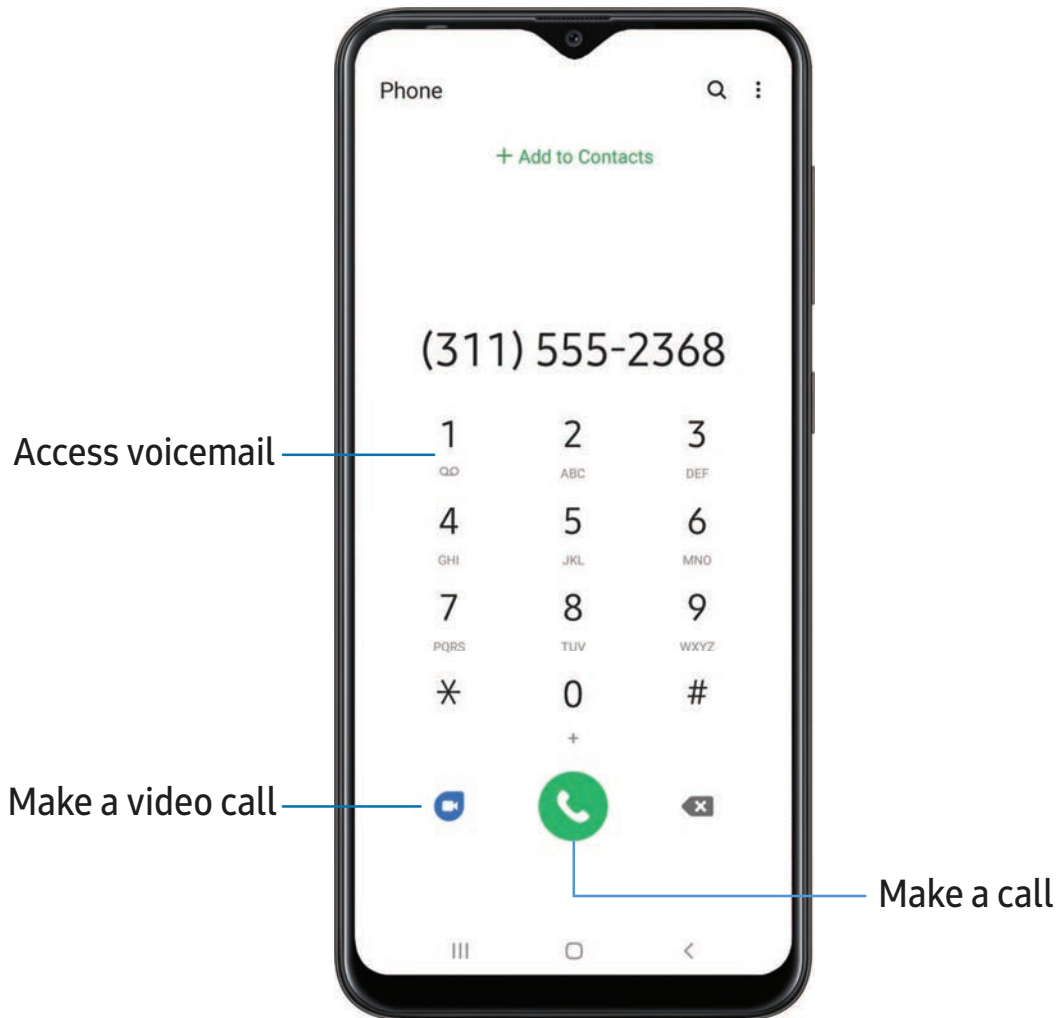 Phone
+ Add to Contacts
(311) 555-2368
1 2 3
ABC DEF
Access voicemail
4 5 6
GHI JKL MNO
7 8 9
PQRS TUV WXYZ
* 0 #
+
Make a video call
Make a call